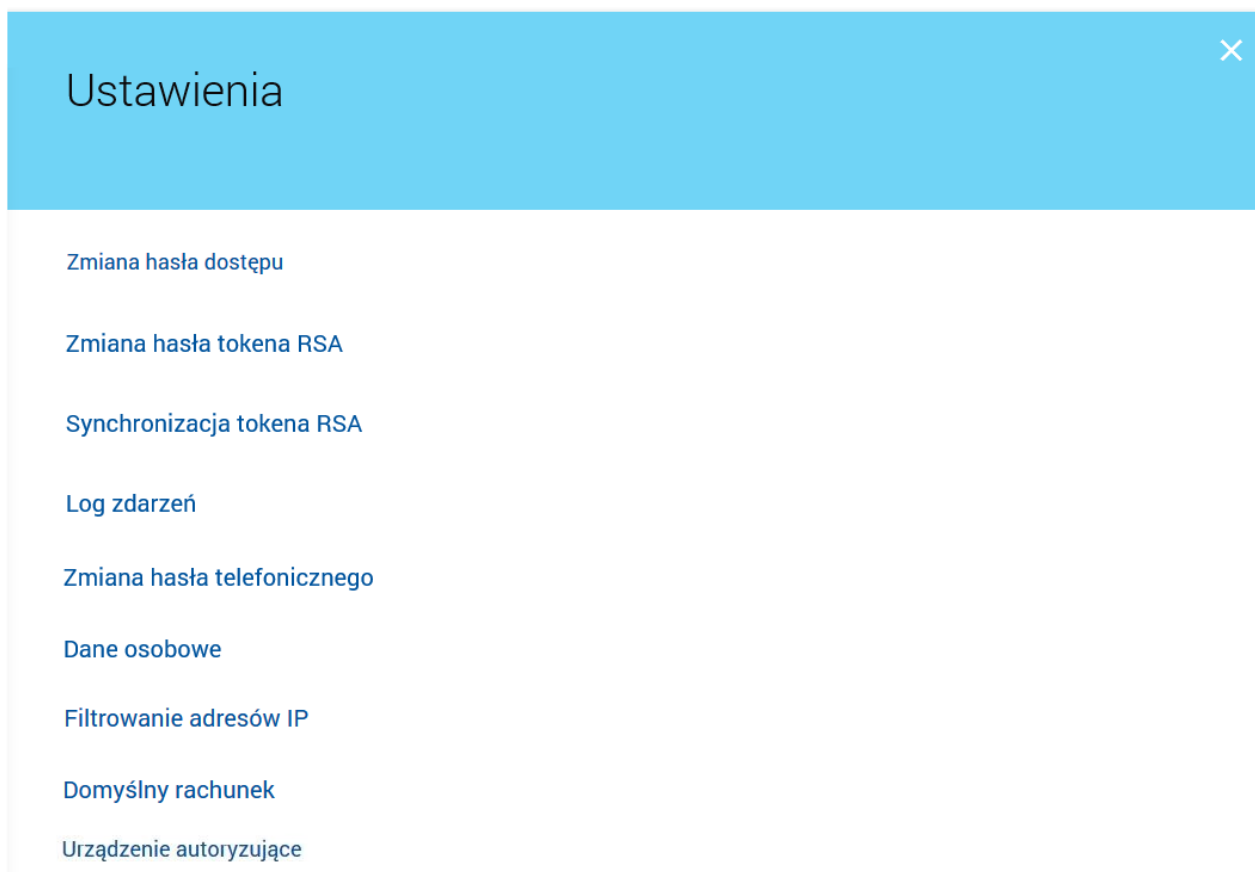 Ustawienia
Zmiana hasła dostępu
Zmiana hasła tokena RSA
Synchronizacja tokena RSA
Log zdarzeń
Zmiana hasła telefonicznego
Dane osobowe
Filtrowanie adresów IP
Domyślny rachunek
Urządzenie autoryzujące